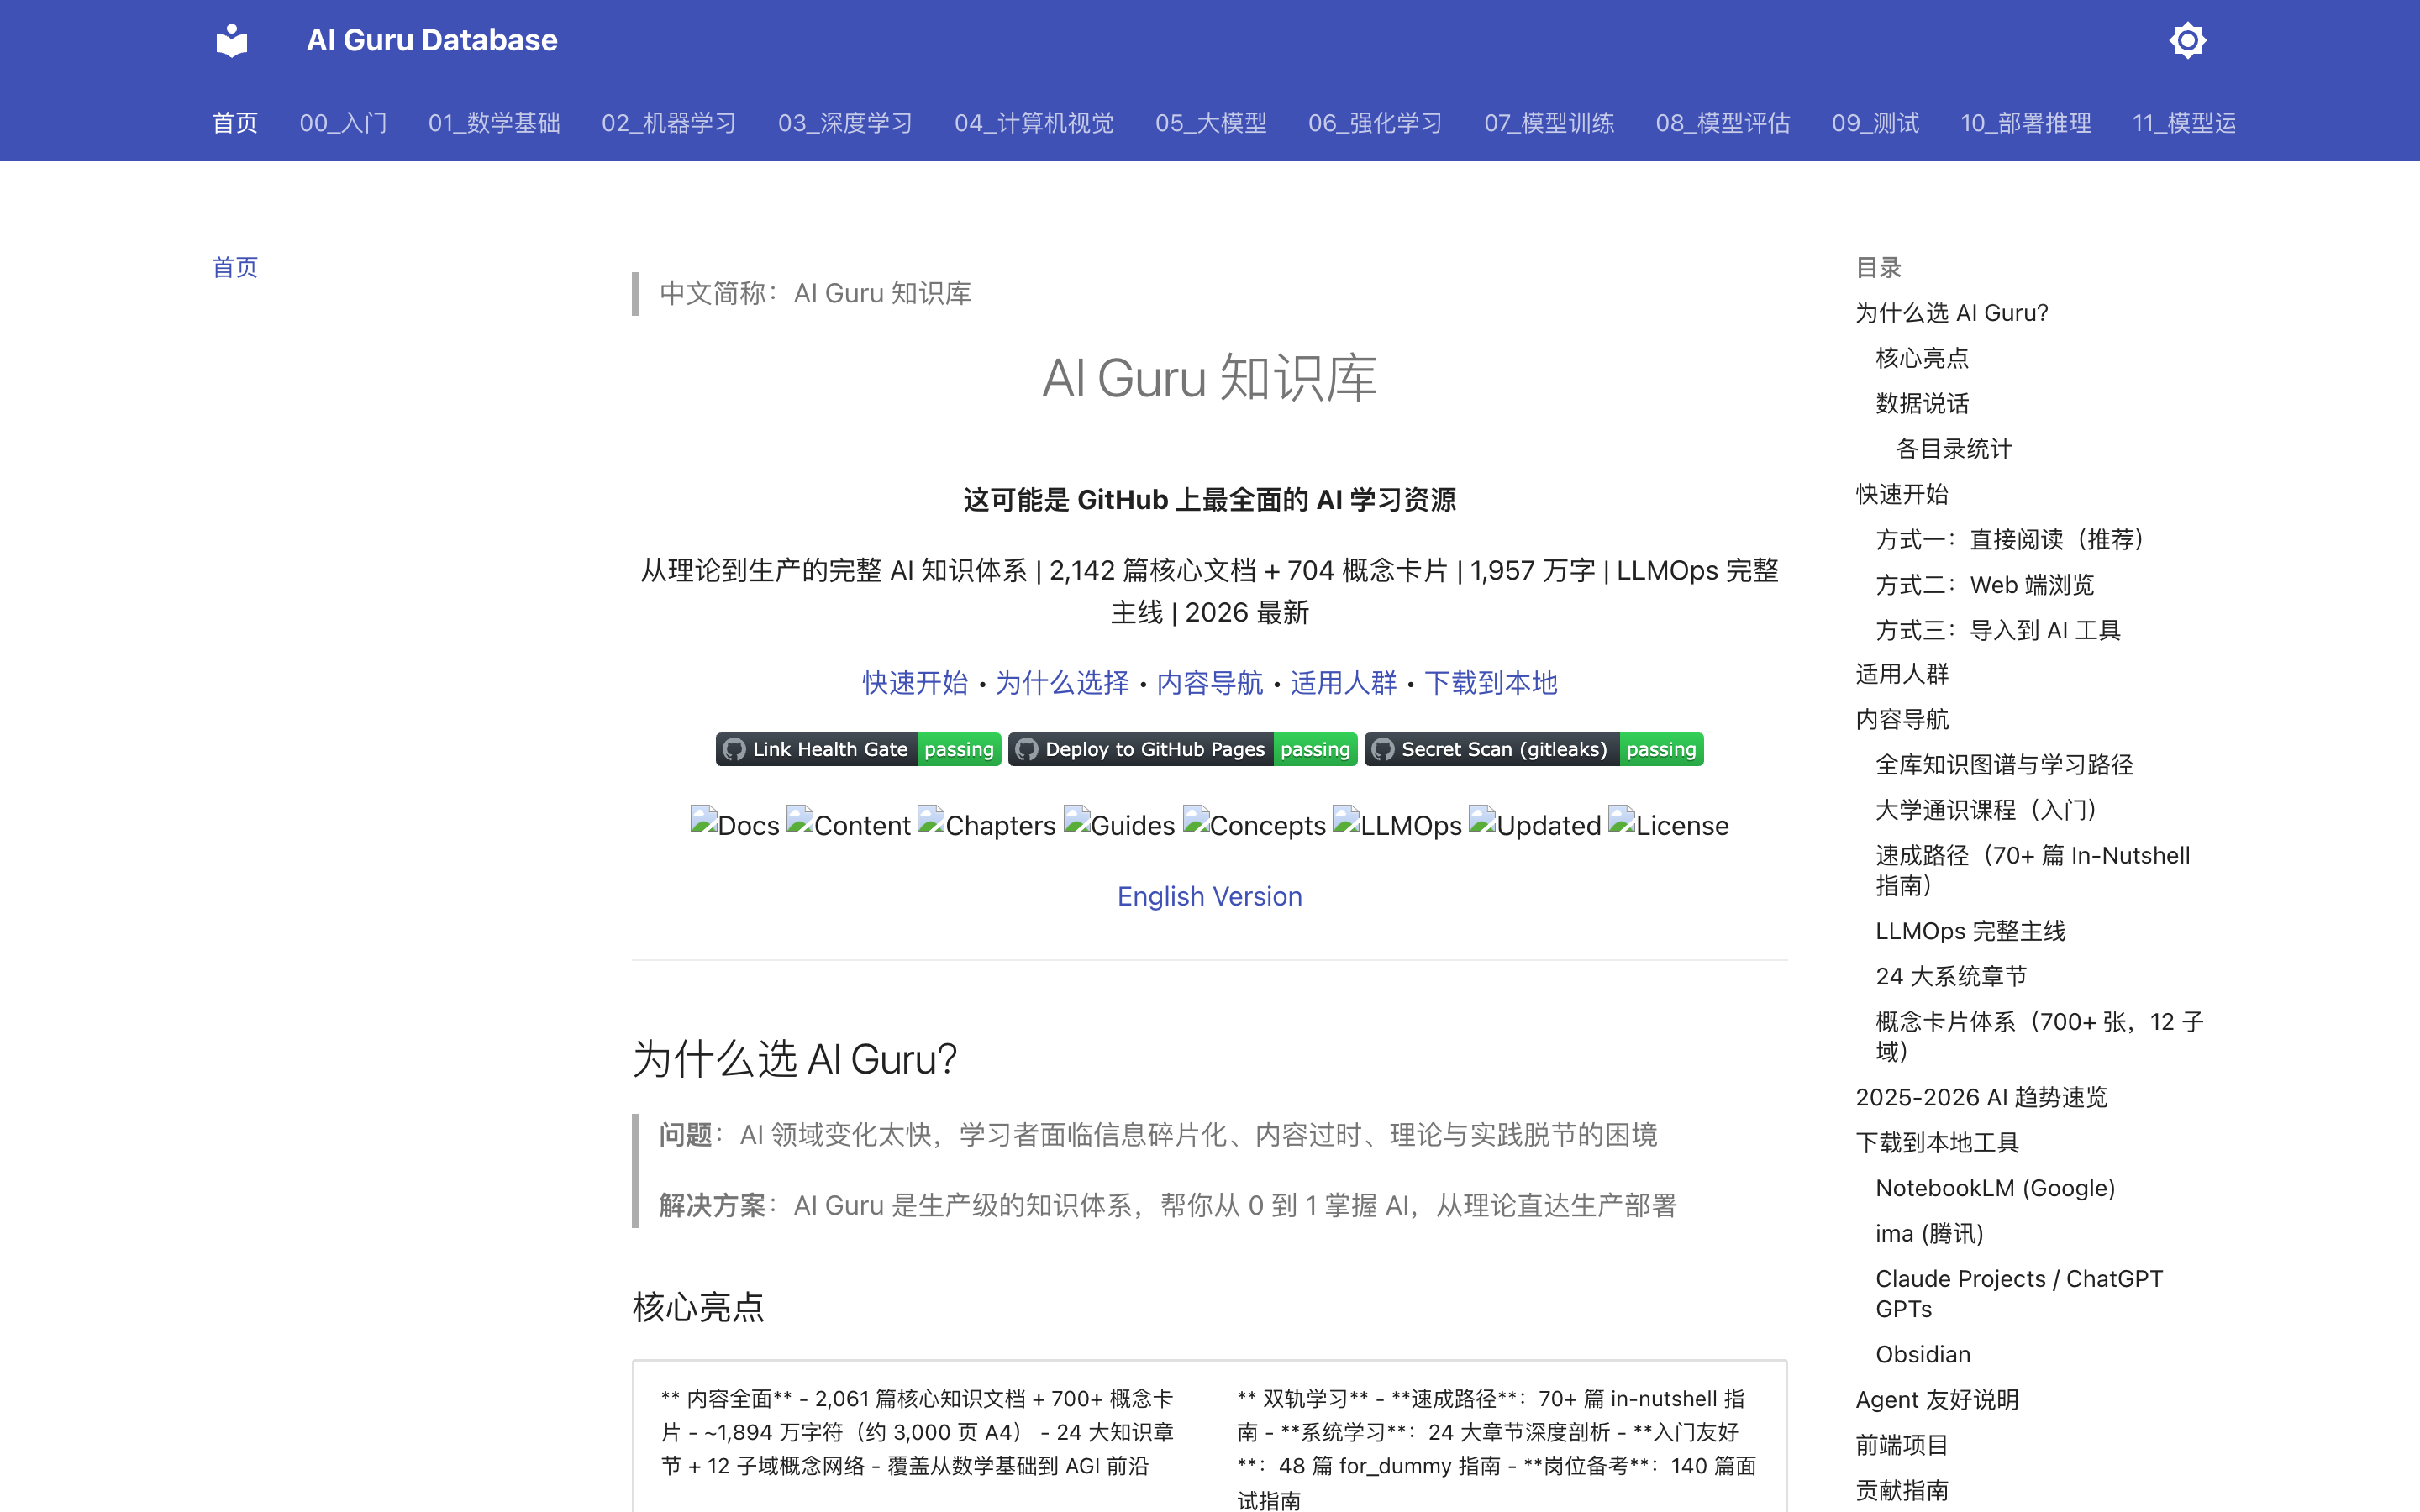 AI Guru Database
首页 00_入门 01_数学基础 02_机器学习 03_深度学习 04_计算机视觉 05_大模型 06_强化学习 07_模型训练 08_模型评估 09_测试 10_部署推理 11_模型运
首页
中文简称：AI Guru 知识库
AI Guru 知识库
这可能是 GitHub 上最全面的 AI 学习资源
从理论到生产的完整 AI 知识体系 | 2,142 篇核心文档 + 704 概念卡片 | 1,957 万字 | LLMOps 完整
主线 | 2026 最新
快速开始 • 为什么选择 • 内容导航 • 适用人群 • 下载到本地
Link Health Gate passing Deploy to GitHub Pages passing Secret Scan (gitleaks) passing
Docs Content Chapters Guides Concepts LLMOps Updated License
English Version
为什么选 AI Guru?
问题：AI 领域变化太快，学习者面临信息碎片化、内容过时、理论与实践脱节的困境
解决方案：AI Guru 是生产级的知识体系，帮你从 0 到 1 掌握 AI，从理论直达生产部署
核心亮点
** 内容全面** - 2,061 篇核心知识文档 + 700+ 概念卡
片 - ~1,894 万字符（约 3,000 页 A4） - 24 大知识章
节 + 12 子域概念网络 - 覆盖从数学基础到 AGI 前沿
** 双轨学习** - **速成路径**：70+ 篇 in-nutshell 指
南 - **系统学习**：24 大章节深度剖析 - **入门友好
**：48 篇 for_dummy 指南 - **岗位备考**：140 篇面
试指南
目录
为什么选 AI Guru?
核心亮点
数据说话
各目录统计
快速开始
方式一：直接阅读（推荐）
方式二：Web 端浏览
方式三：导入到 AI 工具
适用人群
内容导航
全库知识图谱与学习路径
大学通识课程（入门）
速成路径（70+ 篇 In-Nutshell
指南）
LLMOps 完整主线
24 大系统章节
概念卡片体系（700+ 张，12 子
域）
2025-2026 AI 趋势速览
下载到本地工具
NotebookLM (Google)
ima (腾讯)
Claude Projects / ChatGPT
GPTs
Obsidian
Agent 友好说明
前端项目
贡献指南